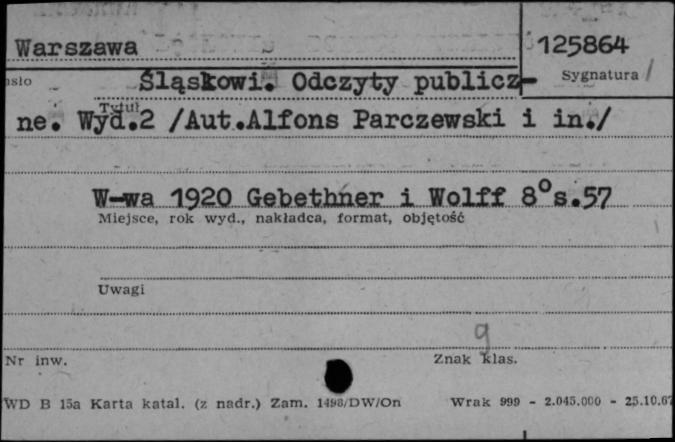 Warszawa
125864
Sygnatura
Śląskowi. Odczyty publicz-
Tytuł
ne. Wyd.2 /Aut.Alfons Parczewski i in./
W-wa 1920 Gebethner i Wolff 8° s.57
Miejsce, rok wyd., nakładca, format, objętość
Uwagi
g
Nr inw.
Znak klas.
WD B 15a Karta katal. (z nadr.) Zam. 1498/DW/On
Wrak 999 - 2.045.000 - 25.10.67